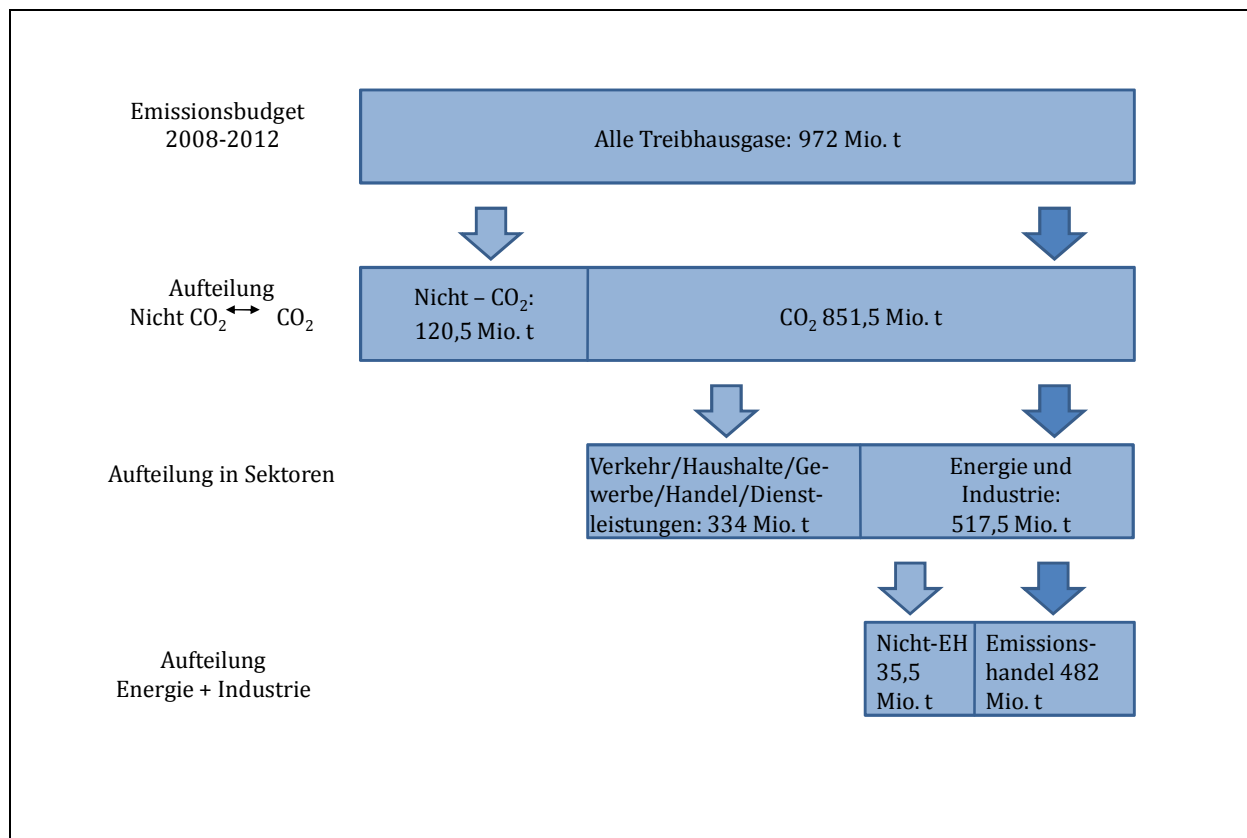 Emissionsbudget
2008-2012
Alle Treibhausgase: 972 Mio. t
Aufteilung
Nicht CO₂ ↔ CO₂
Nicht – CO₂:
120,5 Mio. t
CO₂ 851,5 Mio. t
Aufteilung in Sektoren
Verkehr/Haushalte/Ge-
werbe/Handel/Dienst-
leistungen: 334 Mio. t
Energie und
Industrie:
517,5 Mio. t
Aufteilung
Energie + Industrie
Nicht-EH
35,5
Mio. t
Emissions-
handel 482
Mio. t